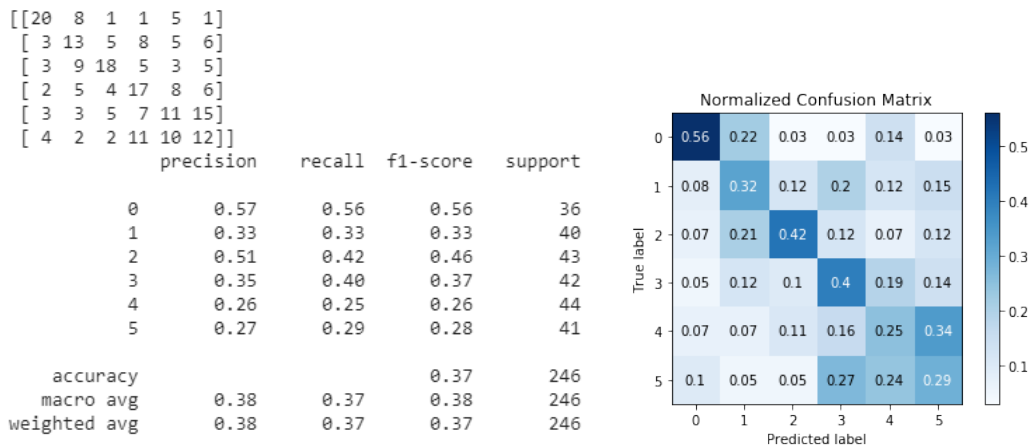 [[20 8 1 1 5 1]
[ 3 13 5 8 5 6]
[ 3 9 18 5 3 5]
[ 2 5 4 17 8 6]
[ 3 3 5 7 11 15]
[ 4 2 2 11 10 12]]
precision recall f1-score support
0 0.57 0.56 0.56 36
1 0.33 0.33 0.33 40
2 0.51 0.42 0.46 43
3 0.35 0.40 0.37 42
4 0.26 0.25 0.26 44
5 0.27 0.29 0.28 41
accuracy 0.37 246
macro avg 0.38 0.37 0.38 246
weighted avg 0.38 0.37 0.37 246
Normalized Confusion Matrix
True label
0 0.56 0.22 0.03 0.03 0.14 0.03
1 0.08 0.32 0.12 0.2 0.12 0.15
2 0.07 0.21 0.42 0.12 0.07 0.12
3 0.05 0.12 0.1 0.4 0.19 0.14
4 0.07 0.07 0.11 0.16 0.25 0.34
5 0.1 0.05 0.05 0.27 0.24 0.29
0 1 2 3 4 5
Predicted label
0.5
0.4
0.3
0.2
0.1